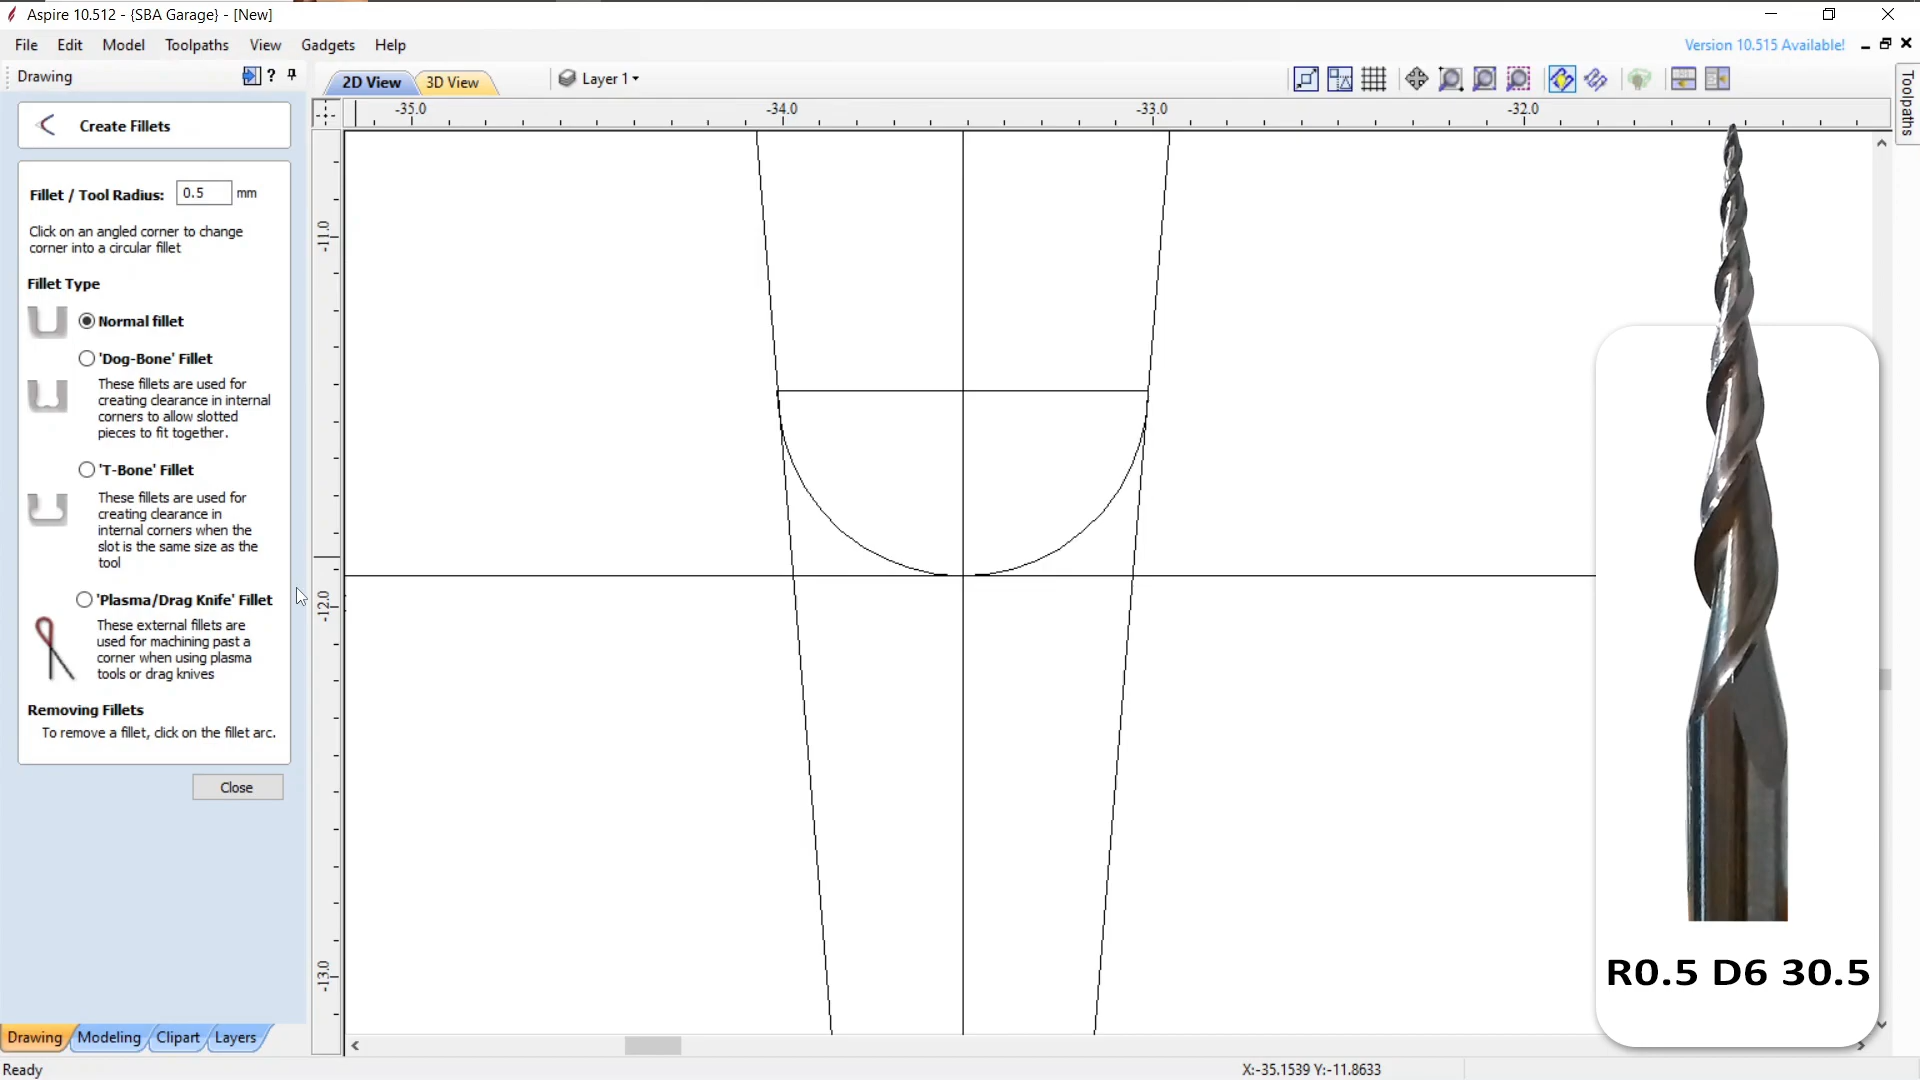 Aspire 10.512 - {SBA Garage} - [New]
File Edit Model Toolpaths View Gadgets Help
Version 10.515 Available!
Drawing
?
2D View 3D View
Layer 1
Toolpaths
Create Fillets
-35.0 -34.0 -33.0 -32.0
Fillet / Tool Radius: 0.5 mm
Click on an angled corner to change
corner into a circular fillet
Fillet Type
Normal fillet
'Dog-Bone' Fillet
These fillets are used for
creating clearance in internal
corners to allow slotted
pieces to fit together.
'T-Bone' Fillet
These fillets are used for
creating clearance in
internal corners when the
slot is the same size as the
tool
'Plasma/Drag Knife' Fillet
These external fillets are
used for machining past a
corner when using plasma
tools or drag knives
Removing Fillets
To remove a fillet, click on the fillet arc.
Close
-11.0
-12.0
-13.0
R0.5 D6 30.5
Drawing Modeling Clipart Layers
Ready
X:-35.1539 Y:-11.8633